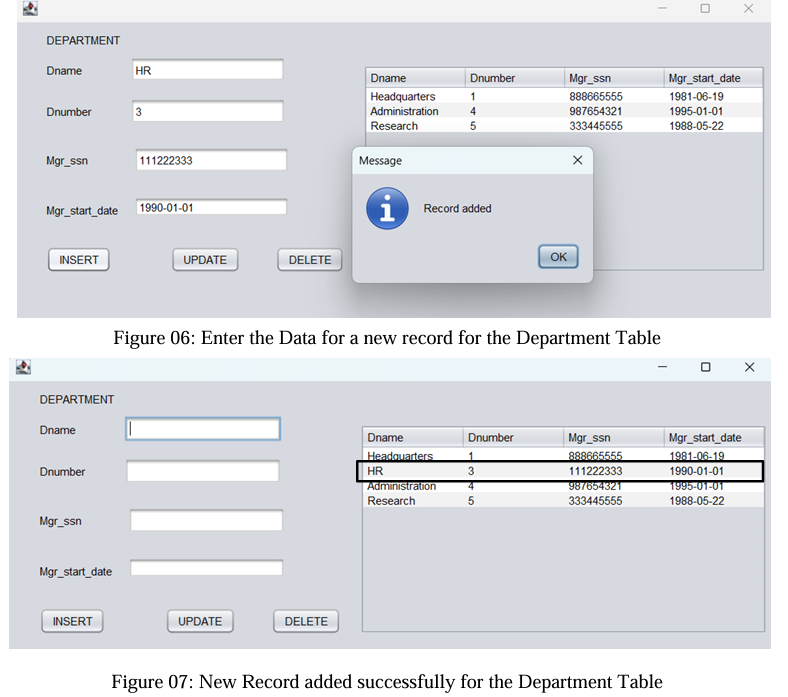 DEPARTMENT
Dname HR
Dnumber 3
Mgr_ssn 111222333
Mgr_start_date 1990-01-01
INSERT UPDATE DELETE
Dname Dnumber Mgr_ssn Mgr_start_date
Headquarters 1 888665555 1981-06-19
Administration 4 987654321 1995-01-01
Research 5 333445555 1988-05-22
Message
Record added
OK
Figure 06: Enter the Data for a new record for the Department Table
DEPARTMENT
Dname
Dnumber
Mgr_ssn
Mgr_start_date
INSERT UPDATE DELETE
Dname Dnumber Mgr_ssn Mgr_start_date
Headquarters 1 888665555 1981-06-19
HR 3 111222333 1990-01-01
Administration 4 987654321 1995-01-01
Research 5 333445555 1988-05-22
Figure 07: New Record added successfully for the Department Table